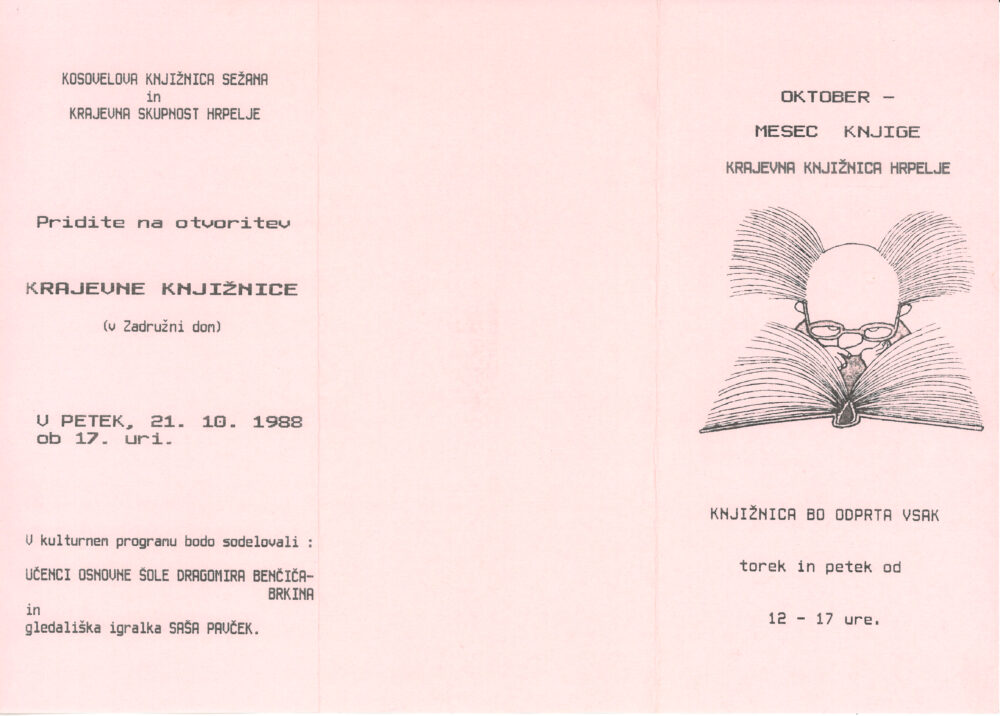 KOSOVELOVA KNJIŽNICA SEŽANA
in
KRAJEVNA SKUPNOST HRPELJE
Pridite na otvoritev
KRAJEVNE KNJIŽNICE
(v Zadružni dom)
V PETEK, 21. 10. 1988
ob 17. uri.
V kulturnem programu bodo sodelovali :
UČENCI OSNOVNE ŠOLE DRAGOMIRA BENČIČA-
BRKINA
in
gledališka igralka SAŠA PAVČEK.
OKTOBER -
MESEC KNJIGE
KRAJEVNA KNJIŽNICA HRPELJE
KNJIŽNICA BO ODPRTA VSAK
torek in petek od
12 - 17 ure.